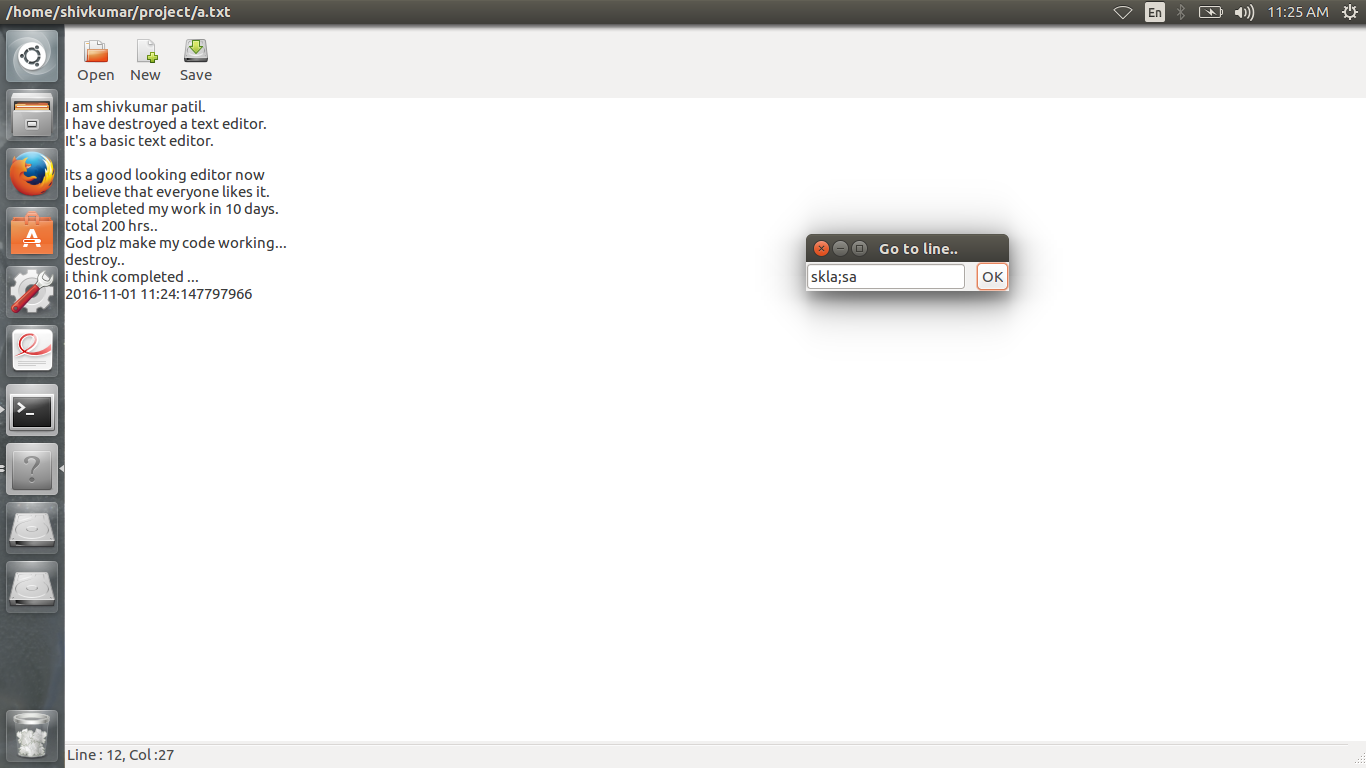 /home/shivkumar/project/a.txt
En
11:25 AM
Open New Save
I am shivkumar patil.
I have destroyed a text editor.
It's a basic text editor.
its a good looking editor now
I believe that everyone likes it.
I completed my work in 10 days.
total 200 hrs..
God plz make my code working...
destroy..
i think completed ...
2016-11-01 11:24:147797966
Go to line..
skla;sa
OK
Line : 12, Col :27